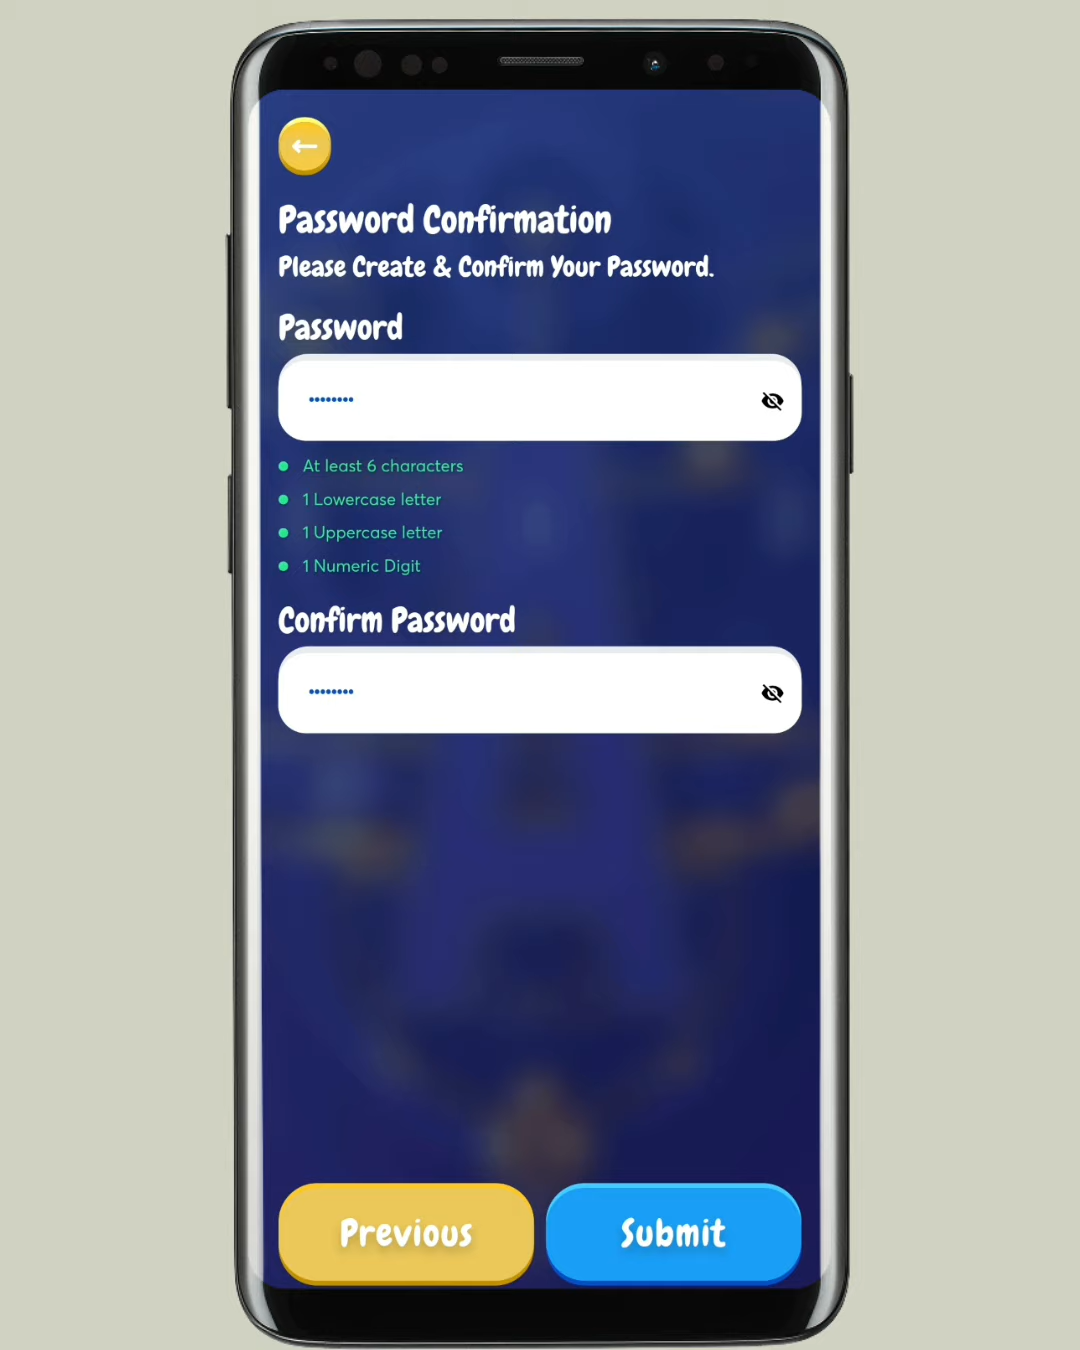 Password Confirmation
Please Create & Confirm Your Password.
Password
••••••••
At least 6 characters
1 Lowercase letter
1 Uppercase letter
1 Numeric Digit
Confirm Password
••••••••
Previous
Submit